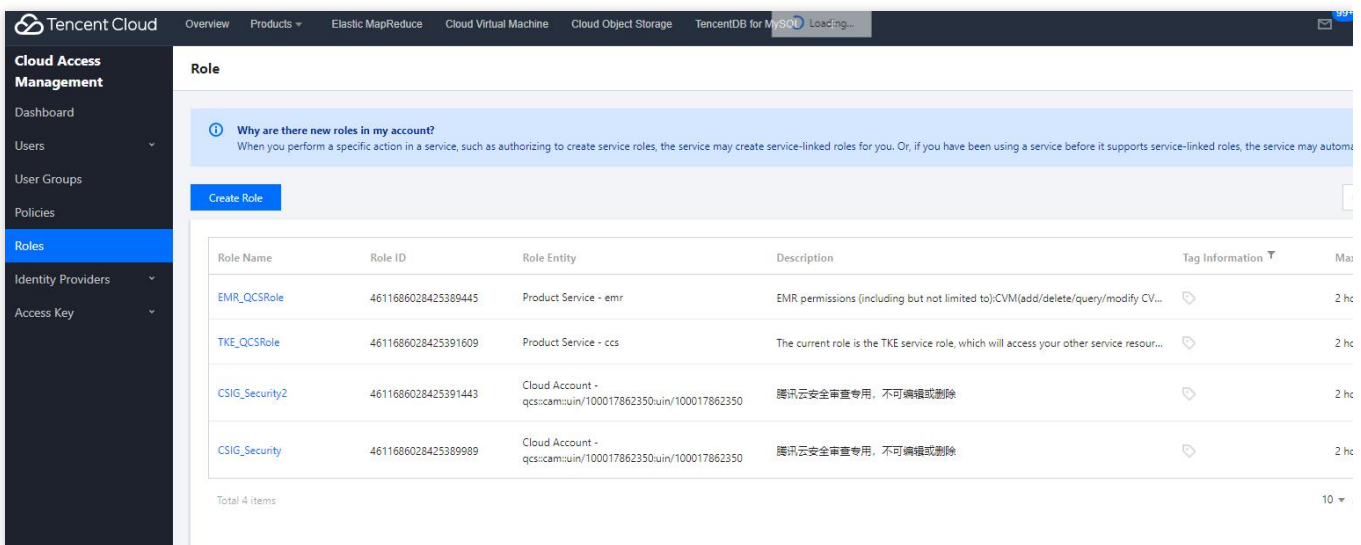 Tencent Cloud Overview Products Elastic MapReduce Cloud Virtual Machine Cloud Object Storage TencentDB for MySQL Loading... 99+
Cloud Access
Management
Dashboard
Users
User Groups
Policies
Roles
Identity Providers
Access Key
Role
Why are there new roles in my account?
When you perform a specific action in a service, such as authorizing to create service roles, the service may create service-linked roles for you. Or, if you have been using a service before it supports service-linked roles, the service may automa
Create Role
Role Name Role ID Role Entity Description Tag Information Max
EMR_QCSRole 4611686028425389445 Product Service - emr EMR permissions (including but not limited to):CVM(add/delete/query/modify CV... 2 ho
TKE_QCSRole 4611686028425391609 Product Service - ccs The current role is the TKE service role, which will access your other service resour... 2 ho
CSIG_Security2 4611686028425391443 Cloud Account -
qcs::cam::uin/100017862350:uin/100017862350 腾讯云安全审查专用，不可编辑或删除 2 ho
CSIG_Security 4611686028425389989 Cloud Account -
qcs::cam::uin/100017862350:uin/100017862350 腾讯云安全审查专用，不可编辑或删除 2 ho
Total 4 items 10